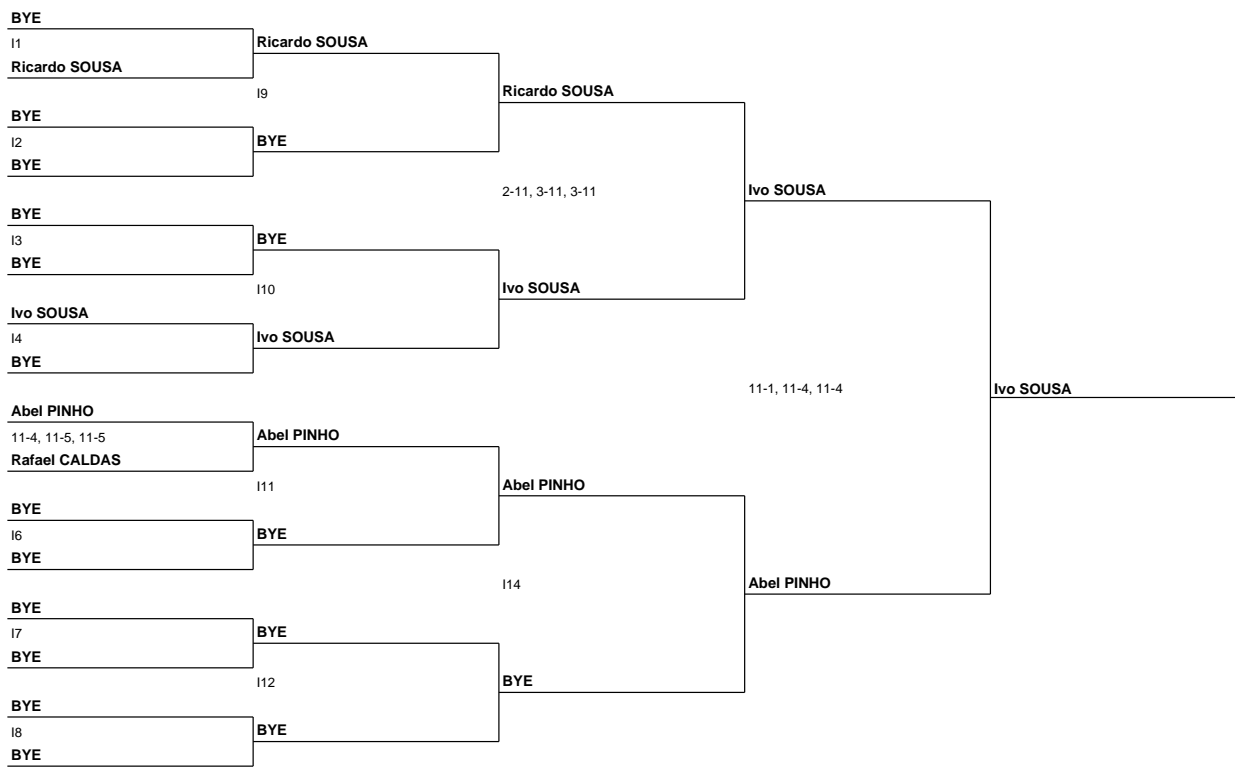 BYE
I1
Ricardo SOUSA
BYE
I2
BYE
BYE
I3
BYE
Ivo SOUSA
I4
BYE
Abel PINHO
11-4, 11-5, 11-5
Rafael CALDAS
BYE
I6
BYE
BYE
I7
BYE
BYE
I8
BYE
Ricardo SOUSA
I9
BYE
BYE
I10
Ivo SOUSA
Abel PINHO
I11
BYE
BYE
I12
BYE
Ricardo SOUSA
2-11, 3-11, 3-11
Ivo SOUSA
Abel PINHO
I14
BYE
Ivo SOUSA
11-1, 11-4, 11-4
Abel PINHO
Ivo SOUSA